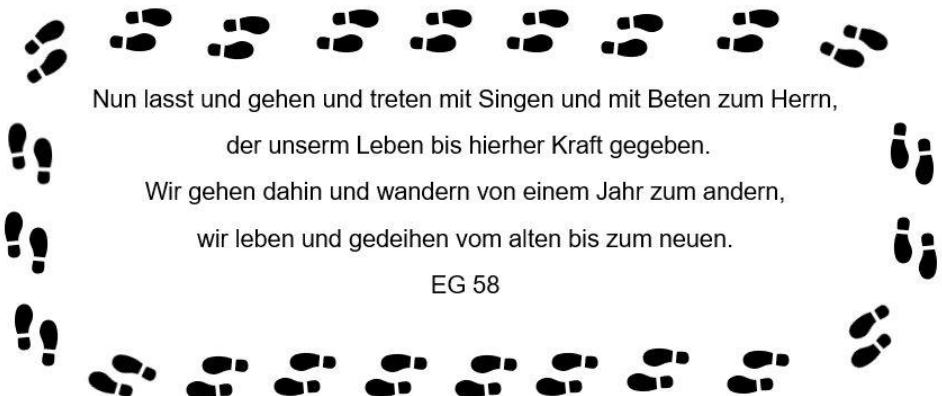 Nun lasst und gehen und treten mit Singen und mit Beten zum Herrn,
der unserm Leben bis hierher Kraft gegeben.
Wir gehen dahin und wandern von einem Jahr zum andern,
wir leben und gedeihen vom alten bis zum neuen.
EG 58